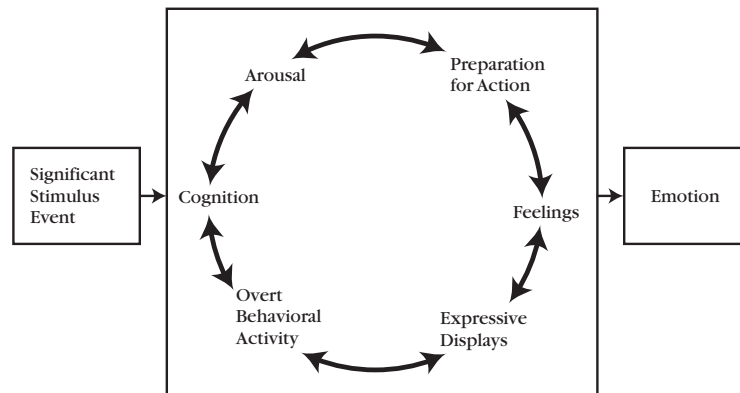 Arousal
Preparation
for Action
Significant
Stimulus
Event
Cognition
Feelings
Emotion
Overt
Behavioral
Activity
Expressive
Displays